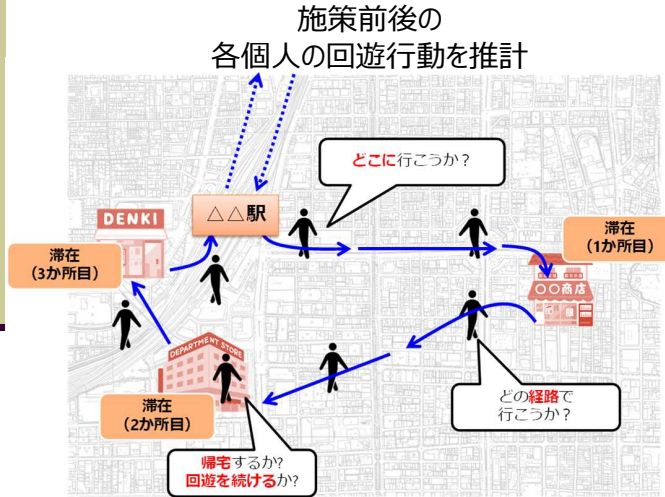 施策前後の
各個人の回遊行動を推計
どこに行こうか？
DENKI
△△駅
滞在
(1か所目)
滞在
(3か所目)
〇〇商店
DEPARTMENT STORE
どの経路で
行こうか？
滞在
(2か所目)
帰宅するか?
回遊を続けるか?